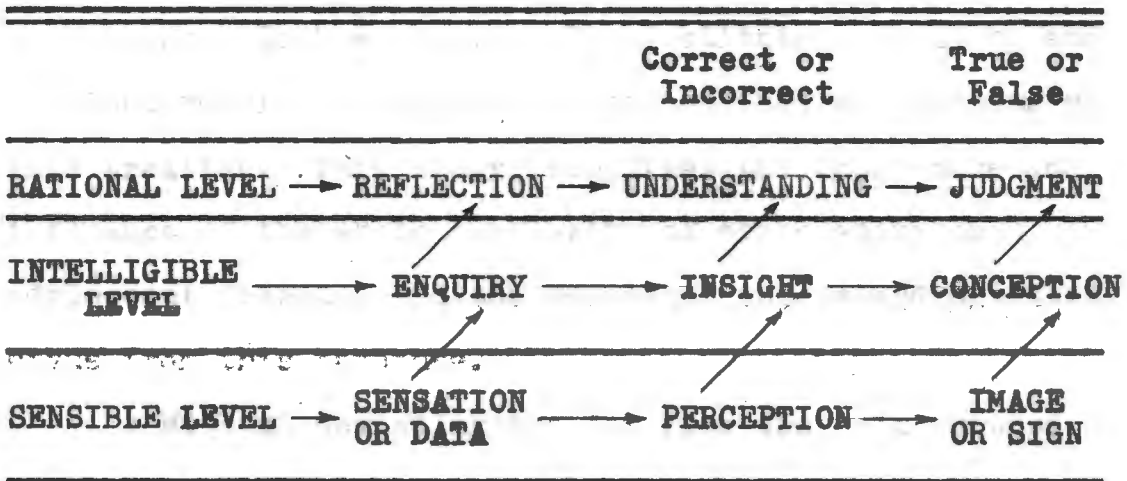 Correct or True or
Incorrect False
RATIONAL LEVEL → REFLECTION → UNDERSTANDING → JUDGMENT
INTELLIGIBLE
LEVEL → ENQUIRY → INSIGHT → CONCEPTION
SENSIBLE LEVEL → SENSATION
OR DATA → PERCEPTION → IMAGE
OR SIGN